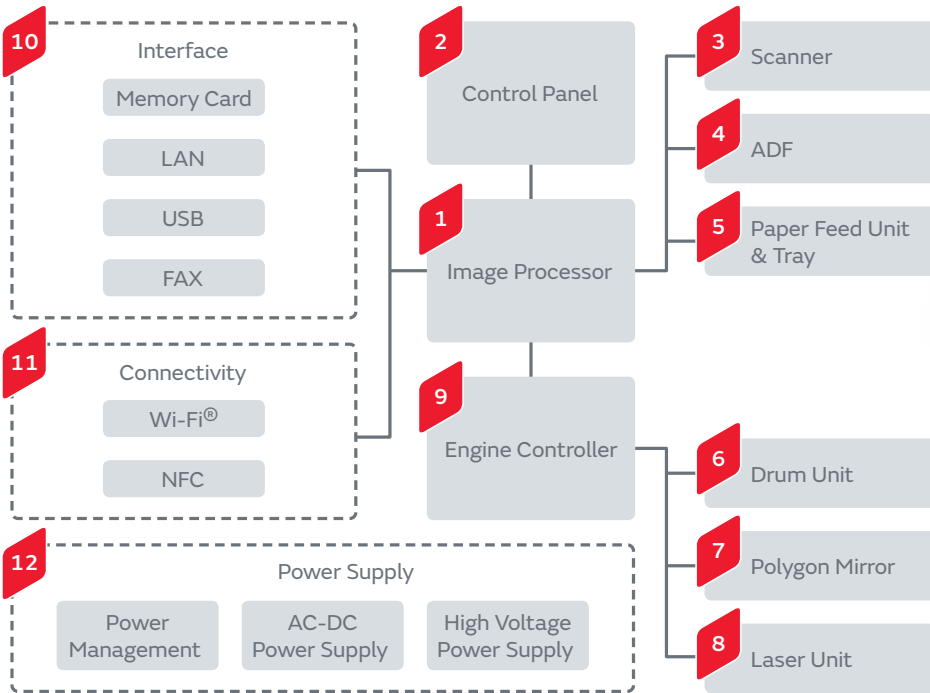 10
Interface
Memory Card
LAN
USB
FAX
11
Connectivity
Wi-Fi®
NFC
2
Control Panel
1
Image Processor
9
Engine Controller
3
Scanner
4
ADF
5
Paper Feed Unit
& Tray
6
Drum Unit
7
Polygon Mirror
8
Laser Unit
12
Power Supply
Power
Management
AC-DC
Power Supply
High Voltage
Power Supply